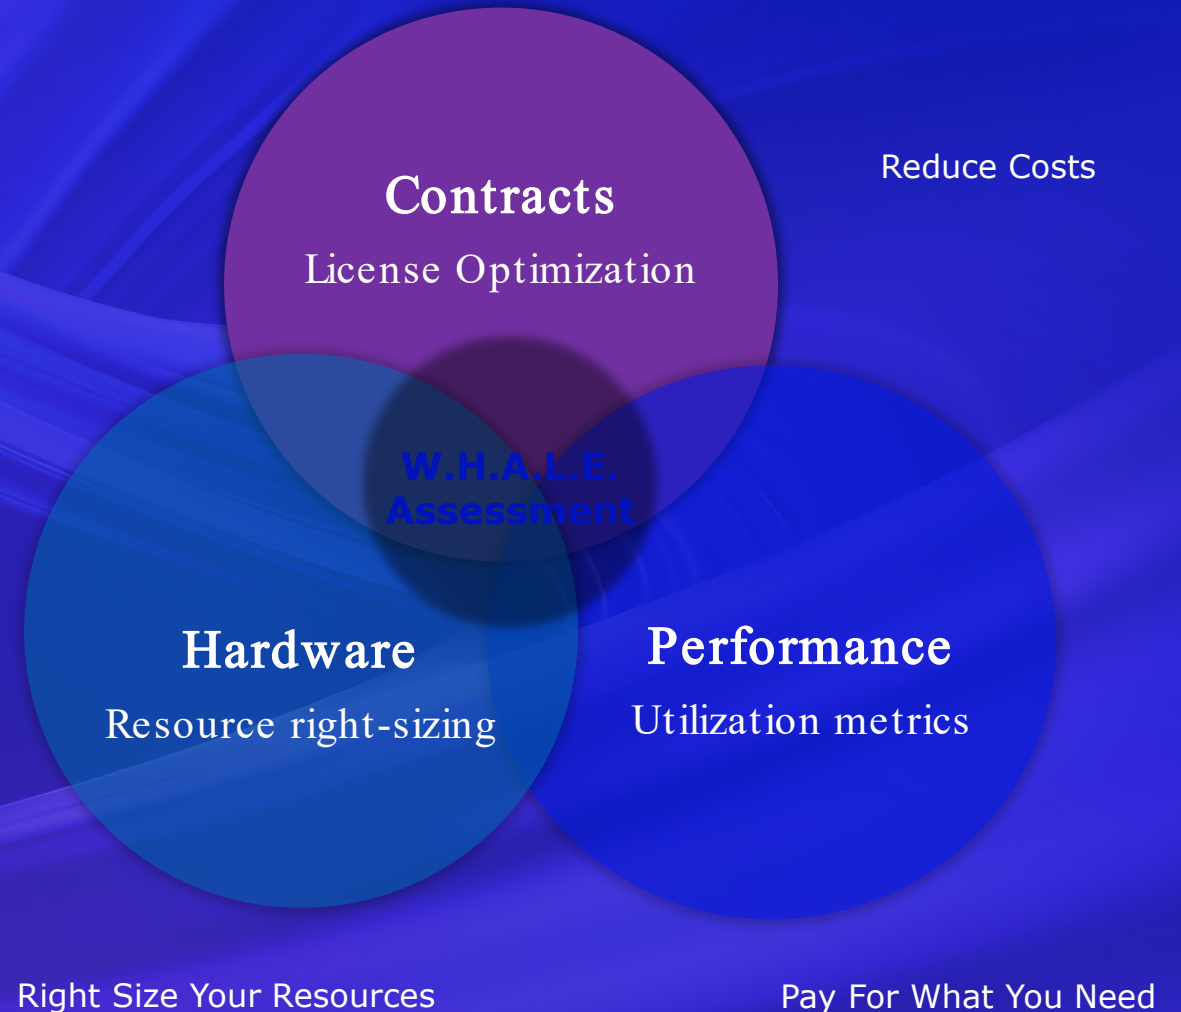 Contracts
License Optimization
Reduce Costs
W.H.A.L.E.
Assessment
Hardware
Resource right-sizing
Performance
Utilization metrics
Right Size Your Resources
Pay For What You Need